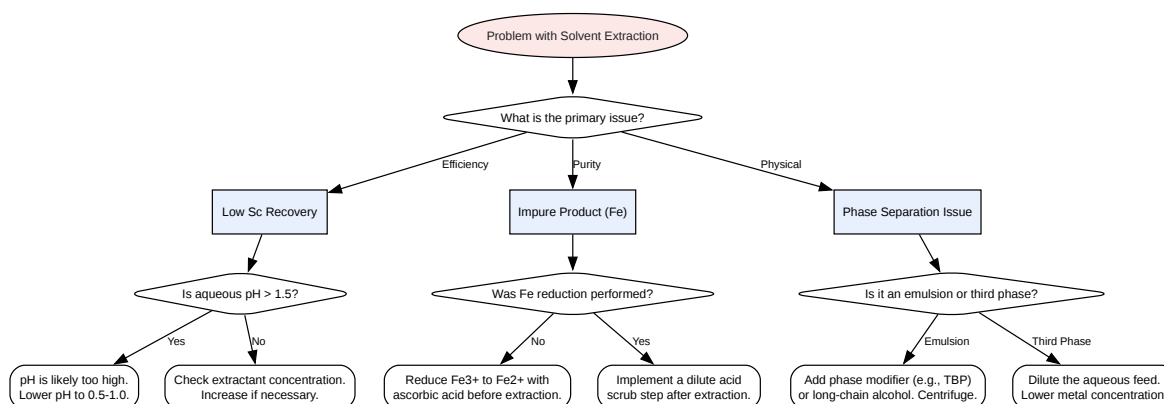 Problem with Solvent Extraction
What is the primary issue?
Efficiency
Purity
Physical
Low Sc Recovery
Impure Product (Fe)
Phase Separation Issue
Is aqueous pH > 1.5?
Was Fe reduction performed?
Is it an emulsion or third phase?
Yes
No
No
Yes
Emulsion
Third Phase
pH is likely too high.
Lower pH to 0.5-1.0.
Check extractant concentration.
Increase if necessary.
Reduce Fe3+ to Fe2+ with
ascorbic acid before extraction.
Implement a dilute acid
scrub step after extraction.
Add phase modifier (e.g., TBP)
or long-chain alcohol. Centrifuge.
Dilute the aqueous feed.
Lower metal concentration